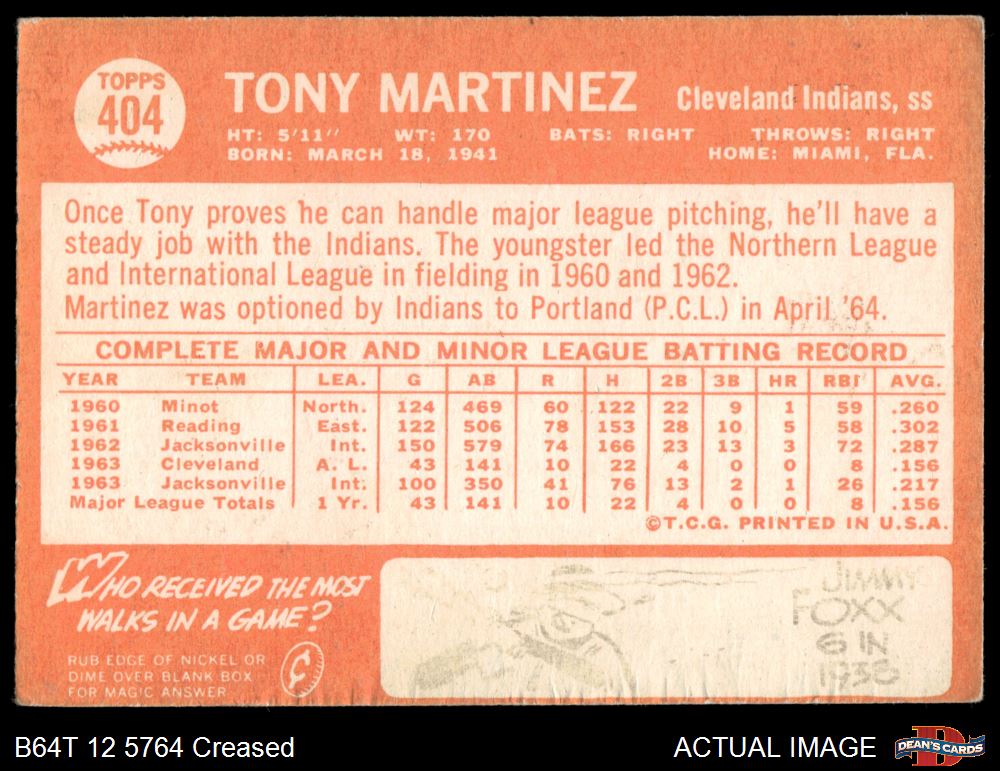 TOPPS
404
TONY MARTINEZ
Cleveland Indians, ss
HT: 5'11" WT: 170 BATS: RIGHT THROWS: RIGHT
BORN: MARCH 18, 1941 HOME: MIAMI, FLA.
Once Tony proves he can handle major league pitching, he'll have a
steady job with the Indians. The youngster led the Northern League
and International League in fielding in 1960 and 1962.
Martinez was optioned by Indians to Portland (P.C.L.) in April '64.
COMPLETE MAJOR AND MINOR LEAGUE BATTING RECORD
YEAR TEAM LEA. G AB R H 2B 3B HR RBI AVG.
1960 Minot North. 124 469 60 122 22 9 1 59 .260
1961 Reading East. 122 506 78 153 28 10 5 58 .302
1962 Jacksonville Int. 150 579 74 166 23 13 3 72 .287
1963 Cleveland A. L. 43 141 10 22 4 0 0 8 .156
1963 Jacksonville Int. 100 350 41 76 13 2 1 26 .217
Major League Totals 1 Yr. 43 141 10 22 4 0 0 8 .156
©T.C.G. PRINTED IN U.S.A.
WHO RECEIVED THE MOST
WALKS IN A GAME?
RUB EDGE OF NICKEL OR
DIME OVER BLANK BOX
FOR MAGIC ANSWER
¢
JIMMY
FOXX
6 IN
1938
B64T 12 5764 Creased
ACTUAL IMAGE
DEAN'S CARDS